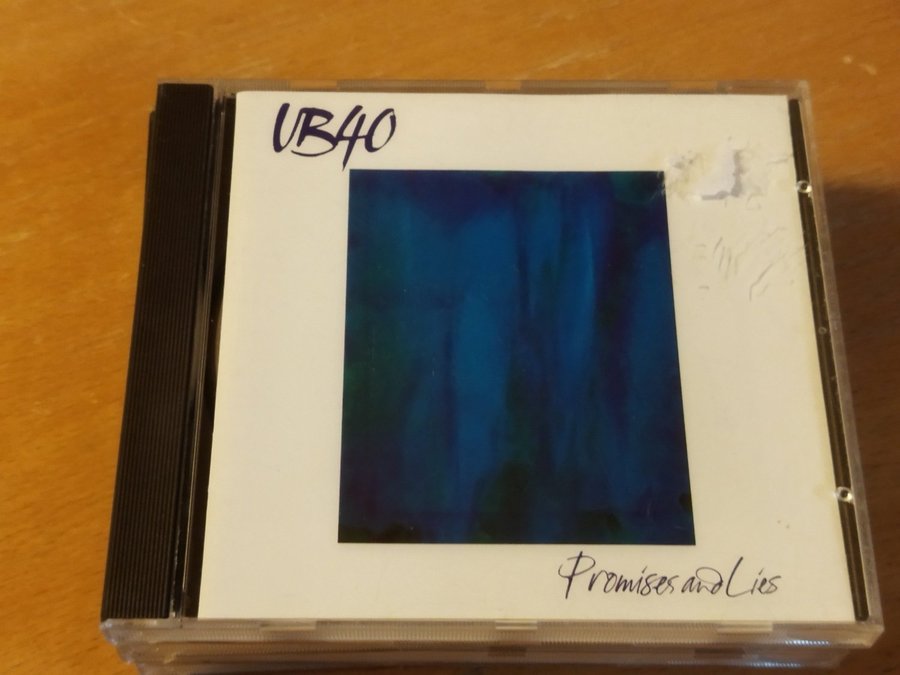 UB40
Promises and Lies